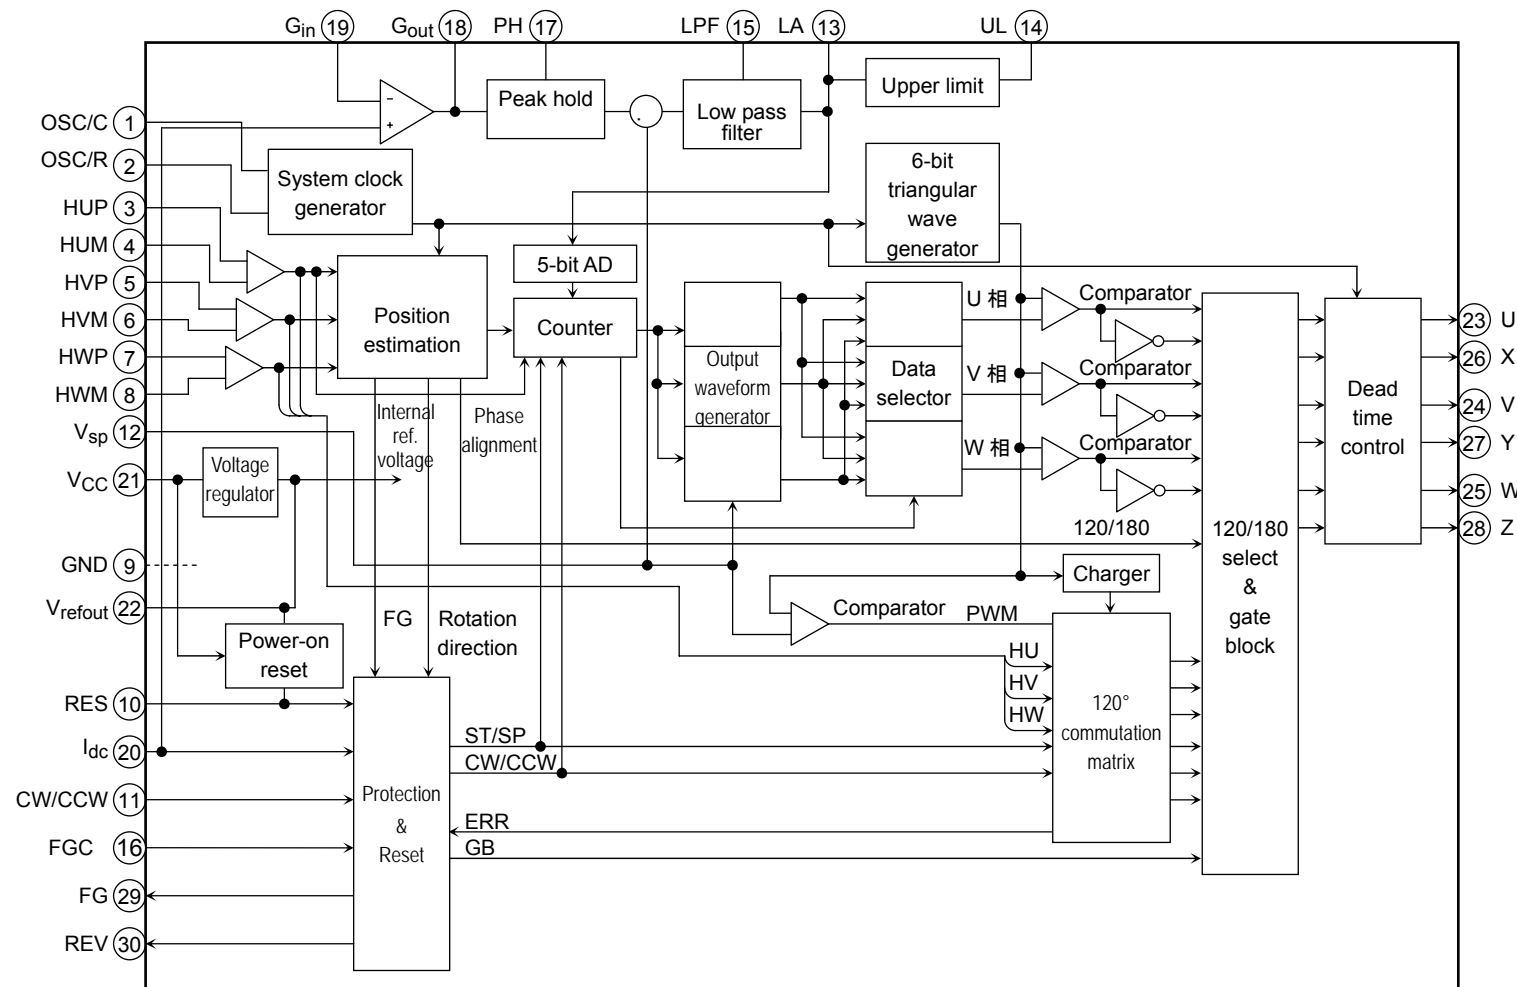 Gin 19
Gout 18
PH 17
LPF 15
LA 13
UL 14
OSC/C 1
OSC/R 2
HUP 3
HUM 4
HVP 5
HVM 6
HWP 7
HWM 8
Vsp 12
VCC 21
GND 9
Vrefout 22
RES 10
Idc 20
CW/CCW 11
FGC 16
FG 29
REV 30
-
+
Peak hold
.
Low pass
filter
Upper limit
System clock
generator
6-bit
triangular
wave
generator
5-bit AD
Position
estimation
Counter
Output
waveform
generator
Data
selector
U 相
V 相
W 相
Comparator
Comparator
Comparator
Internal
ref.
voltage
Phase
alignment
Voltage
regulator
120/180
120/180
select
&
gate
block
Dead
time
control
23 U
26 X
24 V
27 Y
25 W
28 Z
Charger
Comparator
PWM
FG
Rotation
direction
Power-on
reset
HU
HV
HW
120°
commutation
matrix
ST/SP
CW/CCW
ERR
GB
Protection
&
Reset